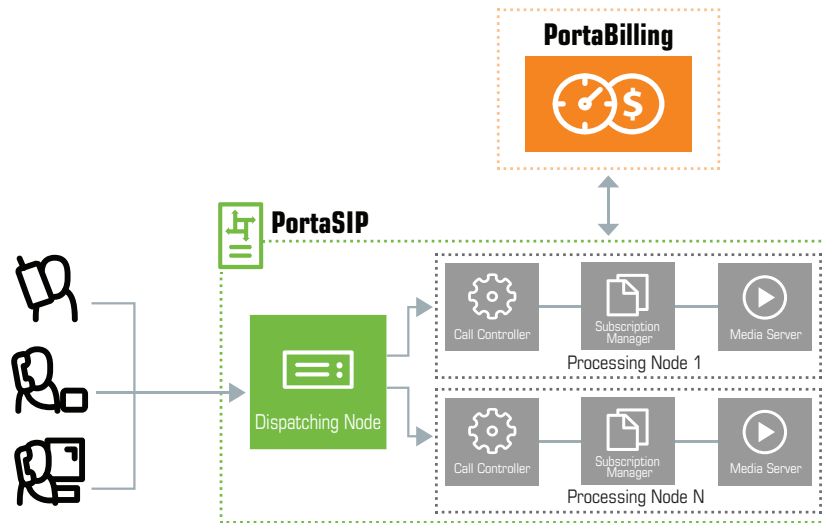 PortaBilling
$
PortaSIP
Dispatching Node
Call Controller
Subscription
Manager
Media Server
Processing Node 1
Call Controller
Subscription
Manager
Media Server
Processing Node N